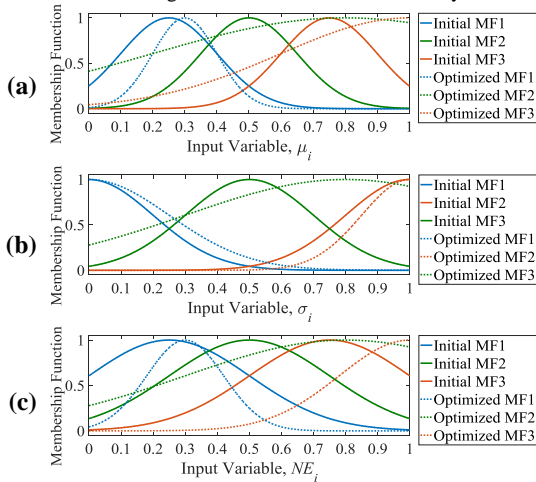 (a)
Membership Function
1
0.5
0
0 0.1 0.2 0.3 0.4 0.5 0.6 0.7 0.8 0.9 1
Input Variable, μi
Initial MF1
Initial MF2
Initial MF3
Optimized MF1
Optimized MF2
Optimized MF3
(b)
Membership Function
1
0.5
0
0 0.1 0.2 0.3 0.4 0.5 0.6 0.7 0.8 0.9 1
Input Variable, σi
Initial MF1
Initial MF2
Initial MF3
Optimized MF1
Optimized MF2
Optimized MF3
(c)
Membership Function
1
0.5
0
0 0.1 0.2 0.3 0.4 0.5 0.6 0.7 0.8 0.9 1
Input Variable, NEi
Initial MF1
Initial MF2
Initial MF3
Optimized MF1
Optimized MF2
Optimized MF3